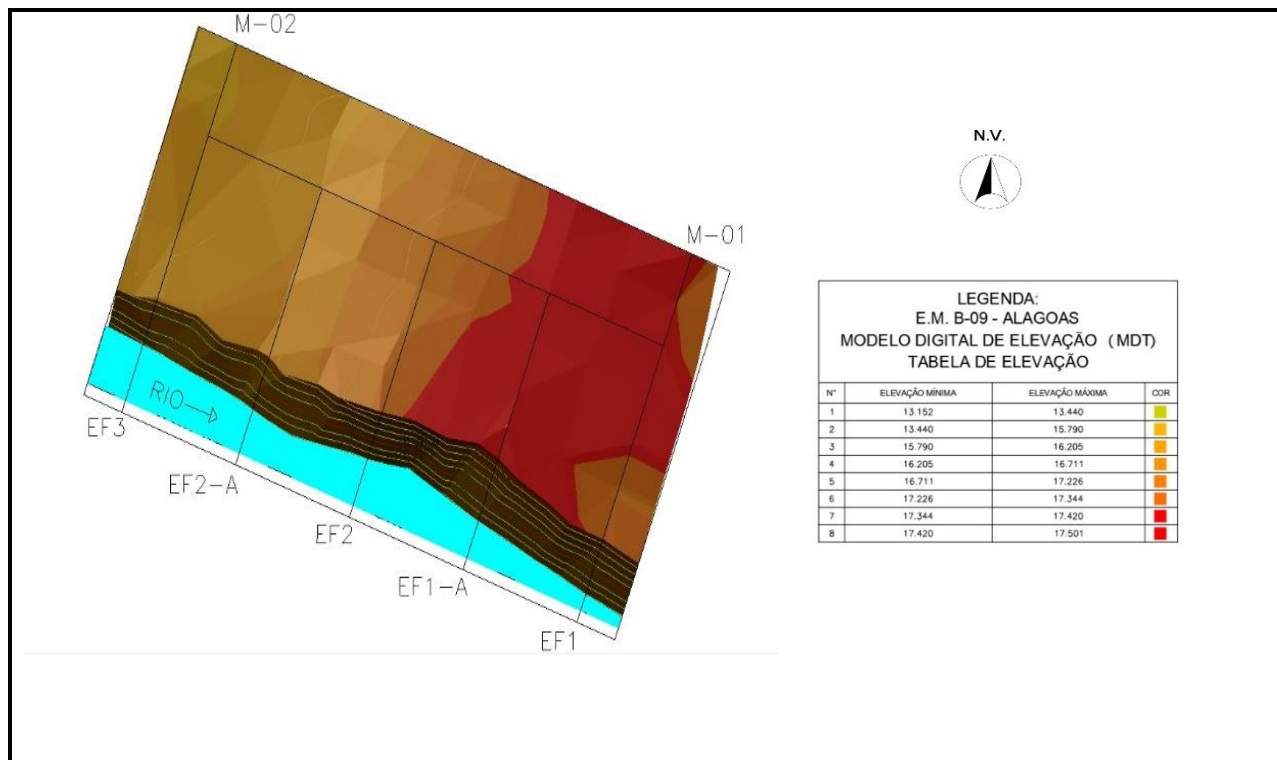 M-02
M-01
RIO
EF3
EF2-A
EF2
EF1-A
EF1
N.V.
LEGENDA:
E.M. B-09 - ALAGOAS
MODELO DIGITAL DE ELEVAÇÃO (MDT)
TABELA DE ELEVAÇÃO
N° ELEVAÇÃO MÍNIMA ELEVAÇÃO MÁXIMA COR
1 13.152 13.440
2 13.440 15.790
3 15.790 16.205
4 16.205 16.711
5 16.711 17.226
6 17.226 17.344
7 17.344 17.420
8 17.420 17.501